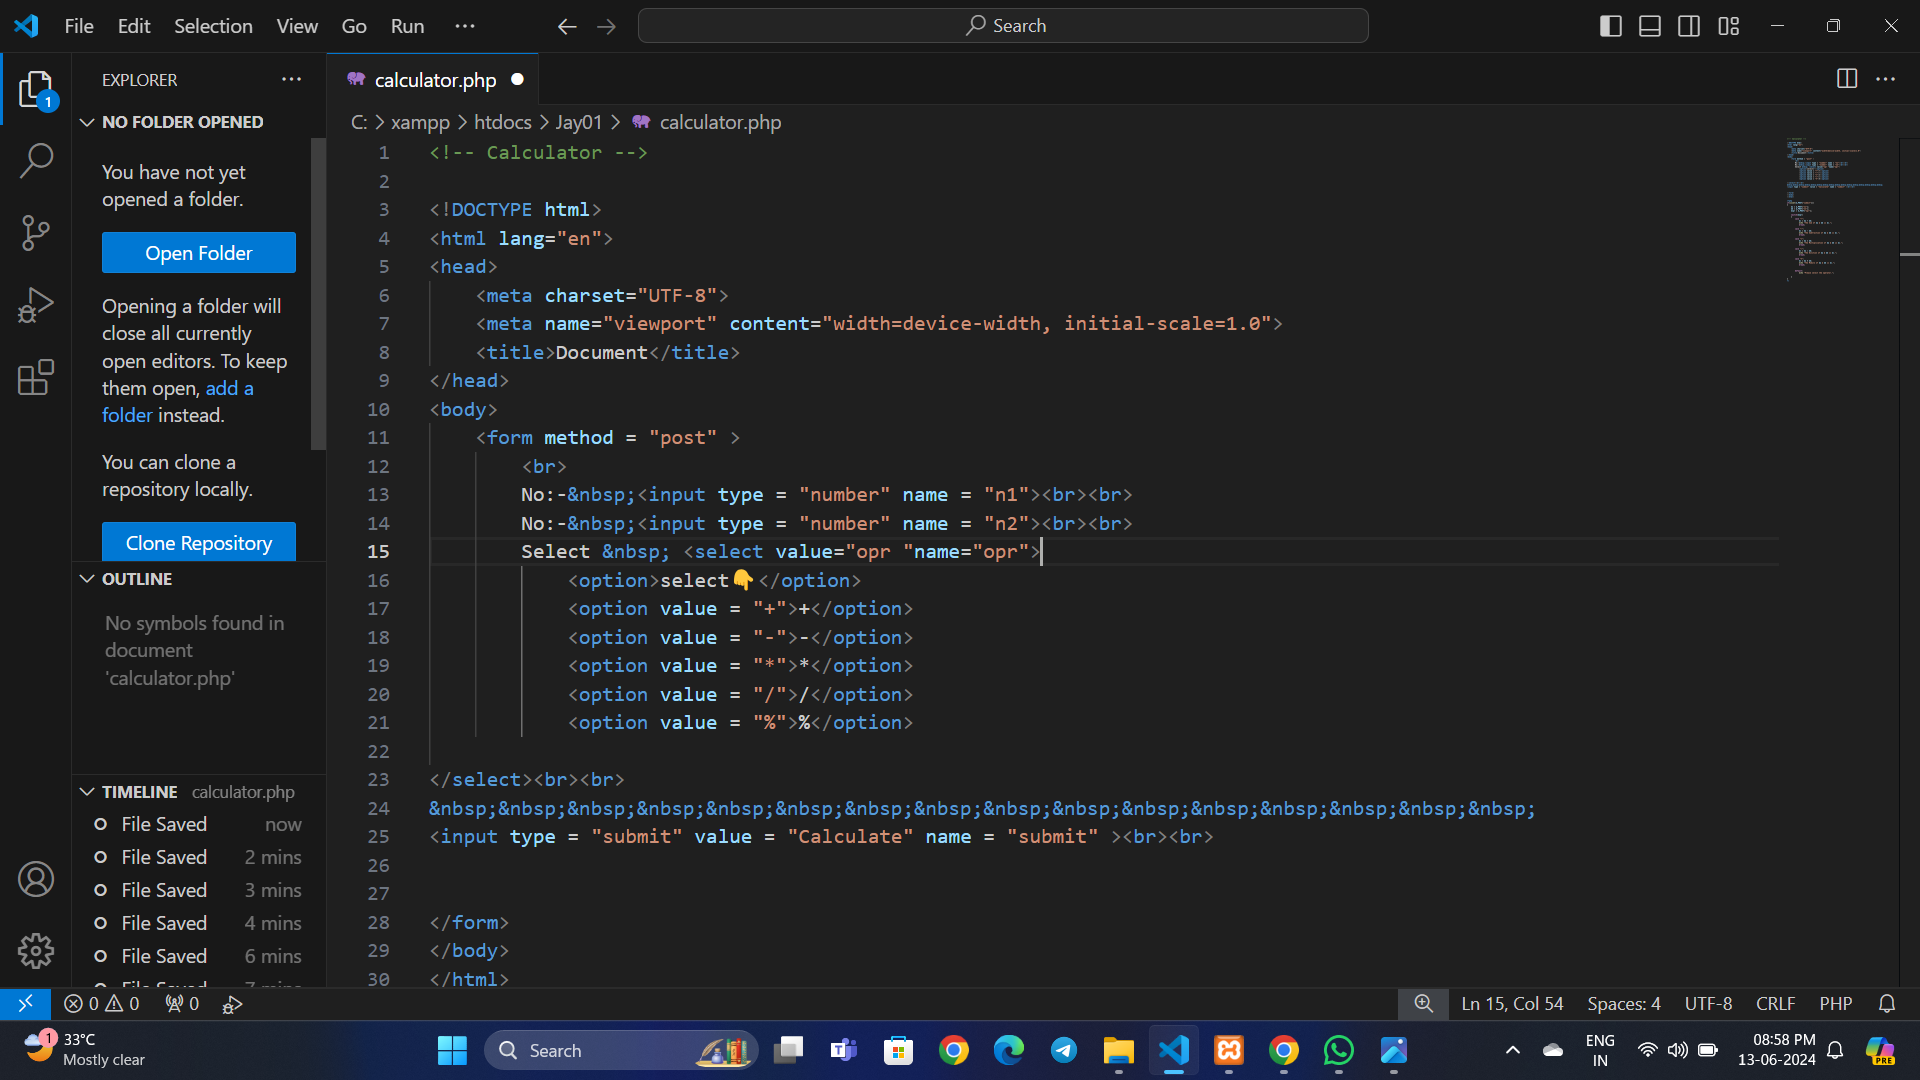 File Edit Selection View Go Run ··· Search
EXPLORER ···
calculator.php
1
NO FOLDER OPENED
You have not yet
opened a folder.
Open Folder
Opening a folder will
close all currently
open editors. To keep
them open, add a
folder instead.
You can clone a
repository locally.
Clone Repository
OUTLINE
No symbols found in
document
'calculator.php'
TIMELINE calculator.php
File Saved now
File Saved 2 mins
File Saved 3 mins
File Saved 4 mins
File Saved 6 mins
C: > xampp > htdocs > Jay01 > calculator.php
1 <!-- Calculator -->
2
3 <!DOCTYPE html>
4 <html lang="en">
5 <head>
6 <meta charset="UTF-8">
7 <meta name="viewport" content="width=device-width, initial-scale=1.0">
8 <title>Document</title>
9 </head>
10 <body>
11 <form method = "post" >
12 <br>
13 No:-&nbsp;<input type = "number" name = "n1"><br><br>
14 No:-&nbsp;<input type = "number" name = "n2"><br><br>
15 Select &nbsp; <select value="opr "name="opr">
16 <option>select👇</option>
17 <option value = "+">+</option>
18 <option value = "-">-</option>
19 <option value = "*">*</option>
20 <option value = "/">/</option>
21 <option value = "%">%</option>
22
23 </select><br><br>
24 &nbsp;&nbsp;&nbsp;&nbsp;&nbsp;&nbsp;&nbsp;&nbsp;&nbsp;&nbsp;&nbsp;&nbsp;&nbsp;&nbsp;&nbsp;&nbsp;
25 <input type = "submit" value = "Calculate" name = "submit" ><br><br>
26
27
28 </form>
29 </body>
30 </html>
0 0 0 Ln 15, Col 54 Spaces: 4 UTF-8 CRLF PHP
1 33°C
Mostly clear
Search
ENG
IN
08:58 PM
13-06-2024
PRE